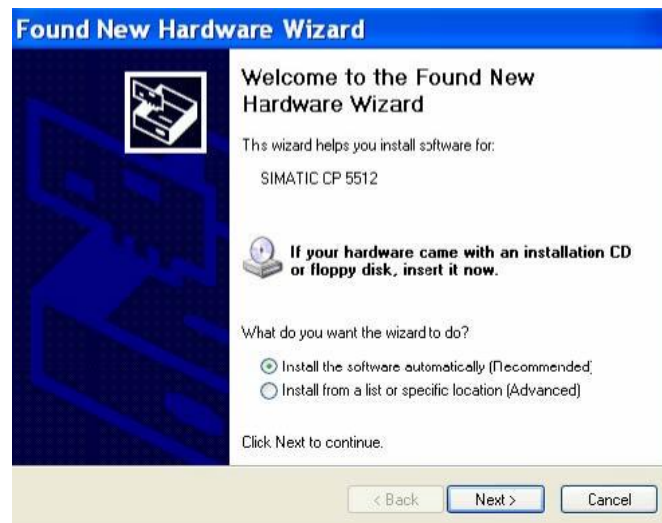 Found New Hardware Wizard
Welcome to the Found New
Hardware Wizard
Ths wizard helps you install software for:
SIMATIC CP 5512
If your hardware came with an installation CD
or floppy disk, insert it now.
What do you want the wizard to do?
Install the software automatically (Recommended)
Install from a list or specific location (Advanced)
Click Next to continue.
< Back
Next >
Cancel